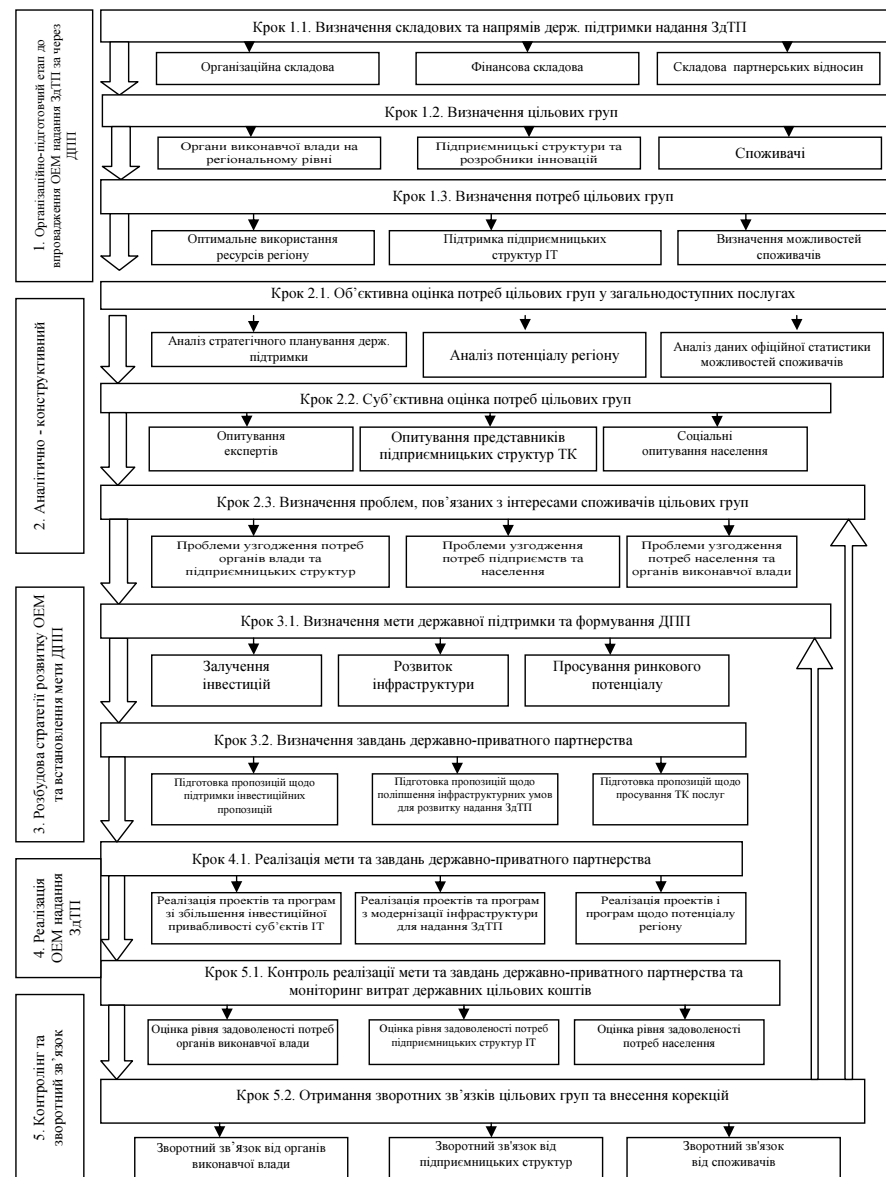 1. Організаційно-підготовчий етап до
впровадження ОЕМ надання ЗдТП за через
ДПП
Крок 1.1. Визначення складових та напрямів держ. підтримки надання ЗдТП
Організаційна складова
Фінансова складова
Складова партнерських відносин
Крок 1.2. Визначення цільових груп
Органи виконавчої влади на
регіональному рівні
Підприємницькі структури та
розробники інновацій
Споживачі
Крок 1.3. Визначення потреб цільових груп
Оптимальне використання
ресурсів регіону
Підтримка підприємницьких
структур ІТ
Визначення можливостей
споживачів
2. Аналітично - конструктивний
Крок 2.1. Об’єктивна оцінка потреб цільових груп у загальнодоступних послугах
Аналіз стратегічного планування держ.
підтримки
Аналіз потенціалу регіону
Аналіз даних офіційної статистики
можливостей споживачів
Крок 2.2. Суб’єктивна оцінка потреб цільових груп
Опитування
експертів
Опитування представників
підприємницьких структур ТК
Соціальні
опитування населення
Крок 2.3. Визначення проблем, пов’язаних з інтересами споживачів цільових груп
Проблеми узгодження потреб
органів влади та
підприємницьких структур
Проблеми узгодження
потреб підприємств та
населення
Проблеми узгодження
потреб населення та
органів виконавчої влади
3. Розбудова стратегії розвитку ОЕМ
та встановлення мети ДПП
Крок 3.1. Визначення мети державної підтримки та формування ДПП
Залучення
інвестицій
Розвиток
інфраструктури
Просування ринкового
потенціалу
Крок 3.2. Визначення завдань державно-приватного партнерства
Підготовка пропозицій щодо
підтримки інвестиційних
пропозицій
Підготовка пропозицій щодо
поліпшення інфраструктурних умов
для розвитку надання ЗдТП
Підготовка пропозицій щодо
просування ТК послуг
4. Реалізація
ОЕМ надання
ЗдТП
Крок 4.1. Реалізація мети та завдань державно-приватного партнерства
Реалізація проектів та програм
зі збільшення інвестиційної
привабливості суб’єктів ІТ
Реалізація проектів та програм
з модернізації інфраструктури
для надання ЗдТП
Реалізація проектів і
програм щодо потенціалу
регіону
5. Контролінг та
зворотний зв’язок
Крок 5.1. Контроль реалізації мети та завдань державно-приватного партнерства та
моніторинг витрат державних цільових коштів
Оцінка рівня задоволеності потреб
органів виконавчої влади
Оцінка рівня задоволеності потреб
підприємницьких структур ІТ
Оцінка рівня задоволеності
потреб населення
Крок 5.2. Отримання зворотних зв’язків цільових груп та внесення корекцій
Зворотний зв’язок від органів
виконавчої влади
Зворотний зв'язок від
підприємницьких структур
Зворотний зв'язок
від споживачів